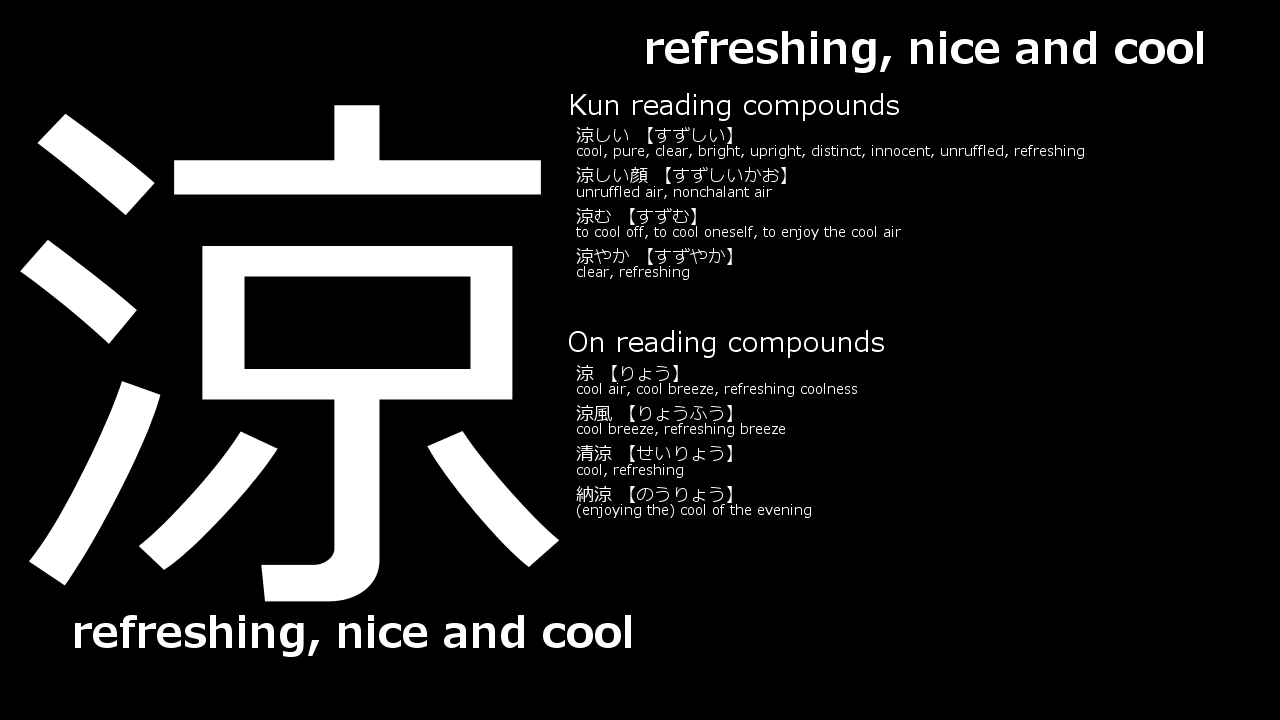 refreshing, nice and cool
涼
refreshing, nice and cool
Kun reading compounds
涼しい 【すずしい】
cool, pure, clear, bright, upright, distinct, innocent, unruffled, refreshing
涼しい顔 【すずしいかお】
unruffled air, nonchalant air
涼む 【すずむ】
to cool off, to cool oneself, to enjoy the cool air
涼やか 【すずやか】
clear, refreshing
On reading compounds
涼 【りょう】
cool air, cool breeze, refreshing coolness
涼風 【りょうふう】
cool breeze, refreshing breeze
清涼 【せいりょう】
cool, refreshing
納涼 【のうりょう】
(enjoying the) cool of the evening